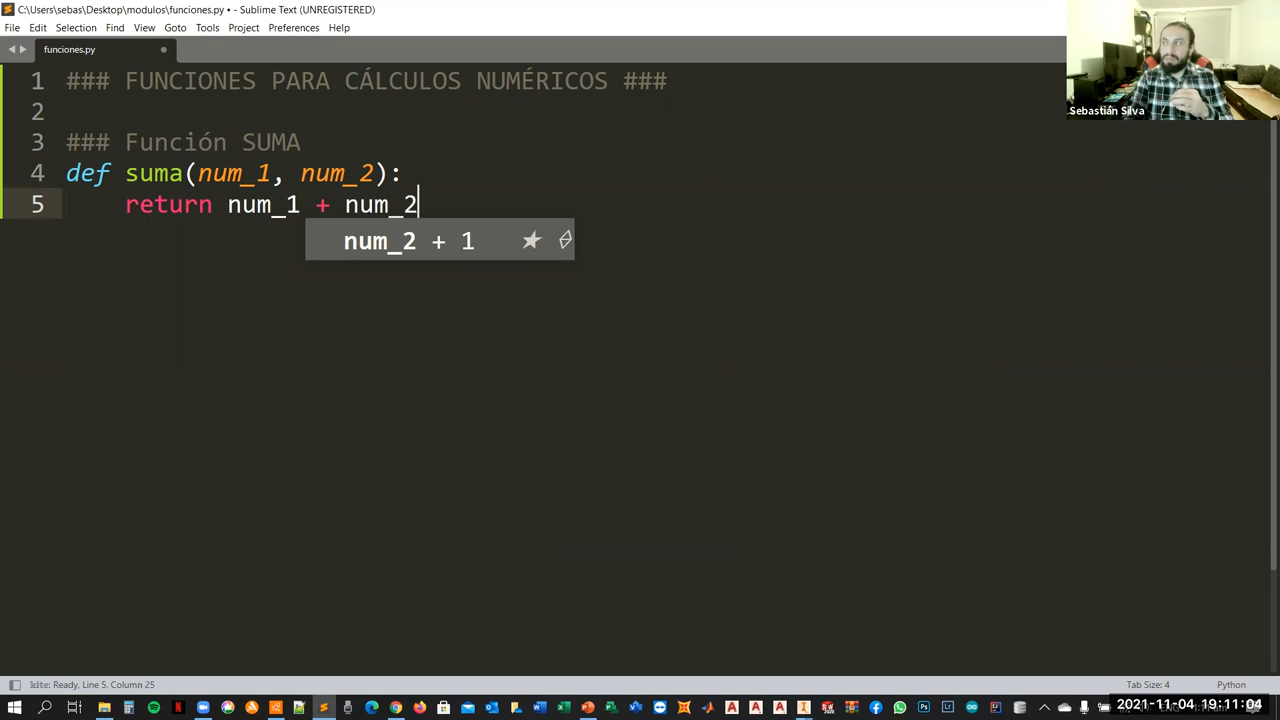 C:\Users\sebas\Desktop\modulos\funciones.py • - Sublime Text (UNREGISTERED)
File Edit Selection Find View Goto Tools Project Preferences Help
funciones.py
1 ### FUNCIONES PARA CÁLCULOS NUMÉRICOS ###
2
3 ### Función SUMA
4 def suma(num_1, num_2):
5 return num_1 + num_2
num_2 + 1
Sebastián Silva
Ready, Line 5, Column 25
Tab Size: 4
Python
2021-11-04 19:11:04